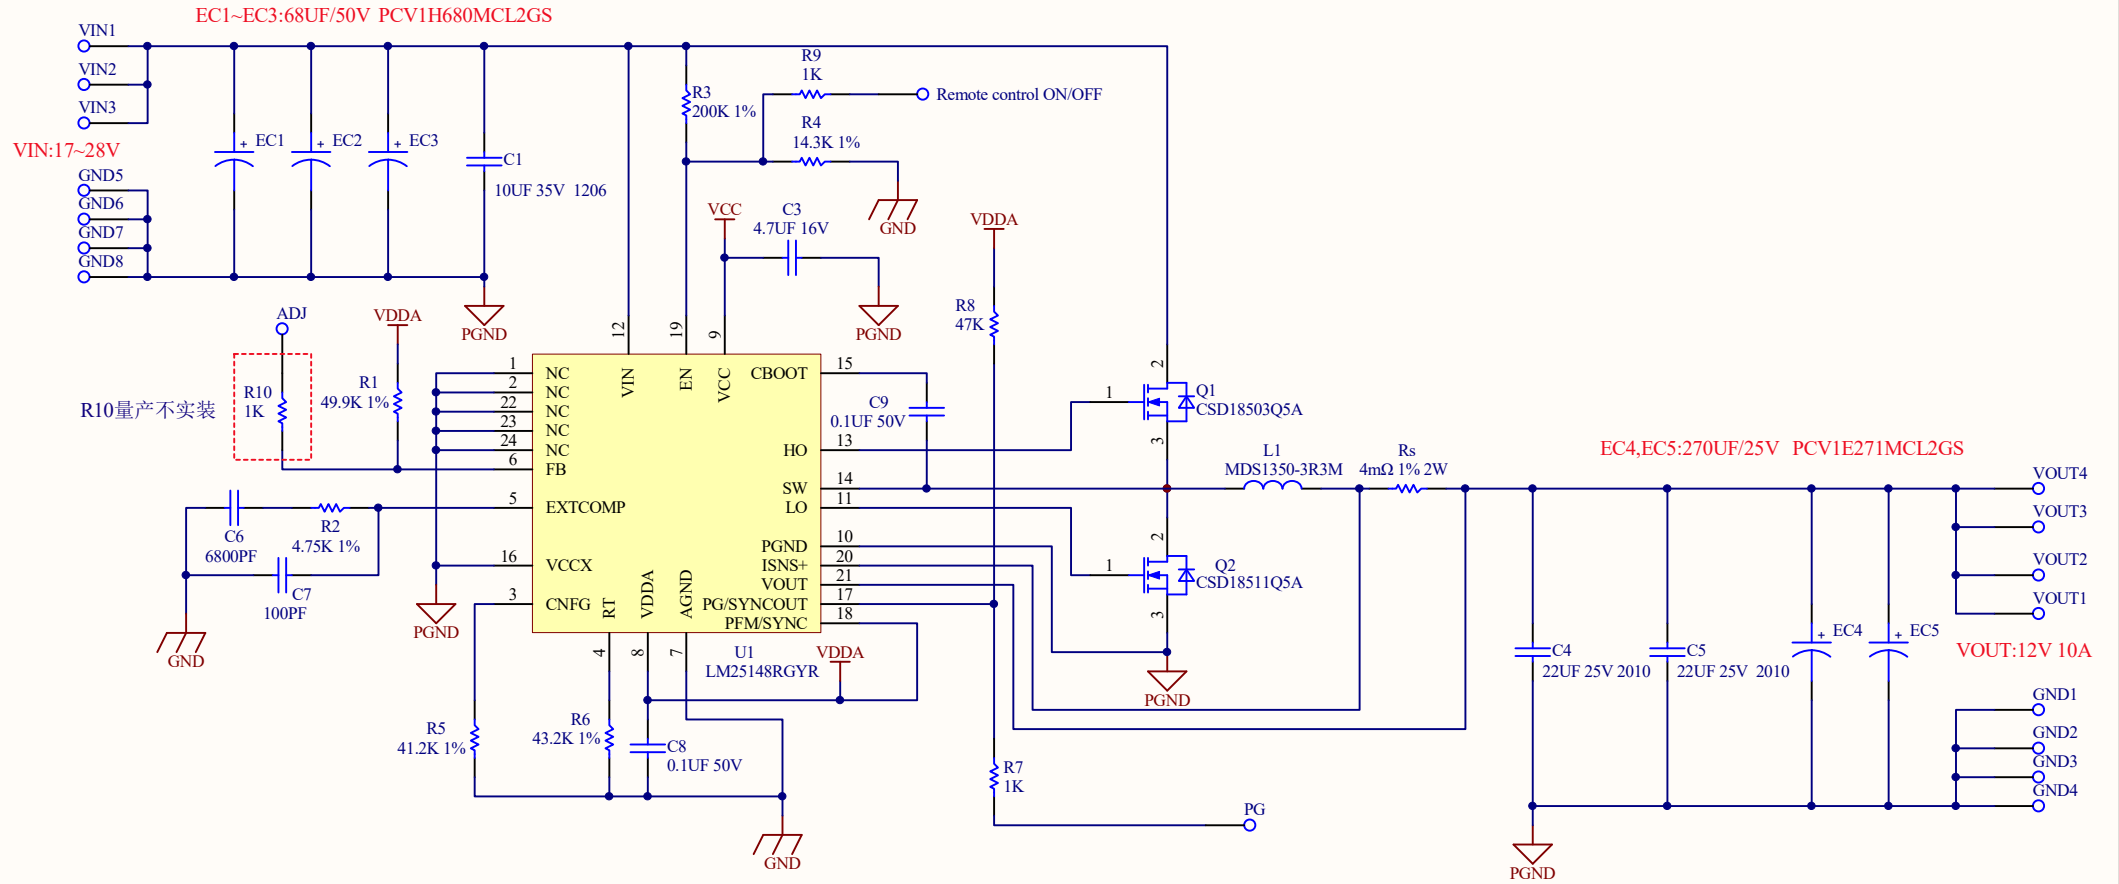 EC1~EC3:68UF/50V  PCV1H680MCL2GS
VIN1
VIN2
VIN3
VIN:17~28V
GND5
GND6
GND7
GND8
+ EC1
+ EC2
+ EC3
C1
10UF 35V  1206
R3
200K 1%
R9
1K
Remote control ON/OFF
R4
14.3K 1%
GND
VCC
C3
4.7UF 16V
PGND
PGND
VDDA
R8
47K
ADJ
R10
1K
R10量产不实装
VDDA
R1
49.9K 1%
12
19
9
1
2
22
23
24
6
5
16
3
NC
NC
NC
NC
NC
FB
EXTCOMP
VCCX
CNFG
VIN
EN
VCC
CBOOT
HO
SW
LO
PGND
ISNS+
VOUT
PG/SYNCOUT
PFM/SYNC
RT
VDDA
AGND
15
13
14
11
10
20
21
17
18
4
8
7
U1
LM25148RGYR
C6
6800PF
R2
4.75K 1%
C7
100PF
GND
PGND
R5
41.2K 1%
R6
43.2K 1%
C8
0.1UF 50V
VDDA
GND
C9
0.1UF 50V
2
1
3
Q1
CSD18503Q5A
2
1
3
Q2
CSD18511Q5A
PGND
L1
MDS1350-3R3M
Rs
4mΩ 1% 2W
R7
1K
PG
EC4,EC5:270UF/25V   PCV1E271MCL2GS
C4
22UF 25V 2010
C5
22UF 25V  2010
+ EC4
+ EC5
VOUT4
VOUT3
VOUT2
VOUT1
VOUT:12V 10A
GND1
GND2
GND3
GND4
PGND